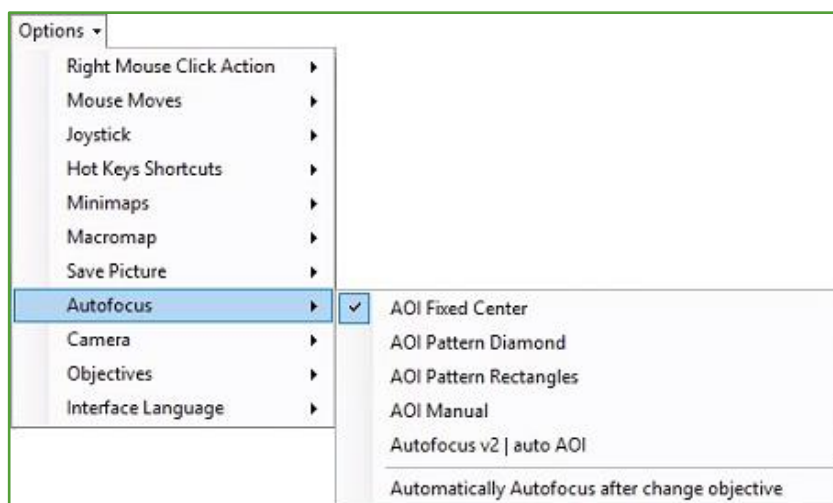 Options
Right Mouse Click Action
Mouse Moves
Joystick
Hot Keys Shortcuts
Minimaps
Macromap
Save Picture
Autofocus
Camera
Objectives
Interface Language
AOI Fixed Center
AOI Pattern Diamond
AOI Pattern Rectangles
AOI Manual
Autofocus v2 | auto AOI
Automatically Autofocus after change objective